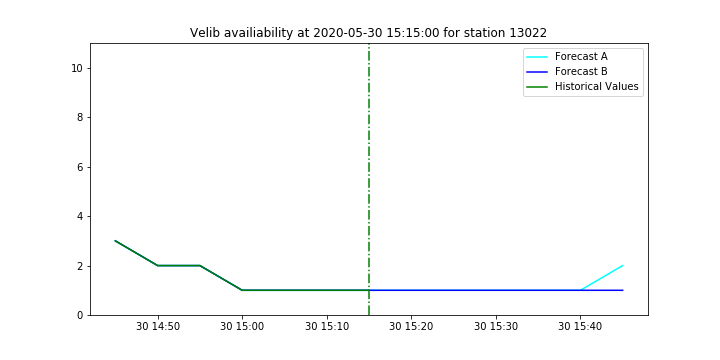 Velib availiability at 2020-05-30 15:15:00 for station 13022
Forecast A
Forecast B
Historical Values
10
8
6
4
2
0
30 14:50 30 15:00 30 15:10 30 15:20 30 15:30 30 15:40